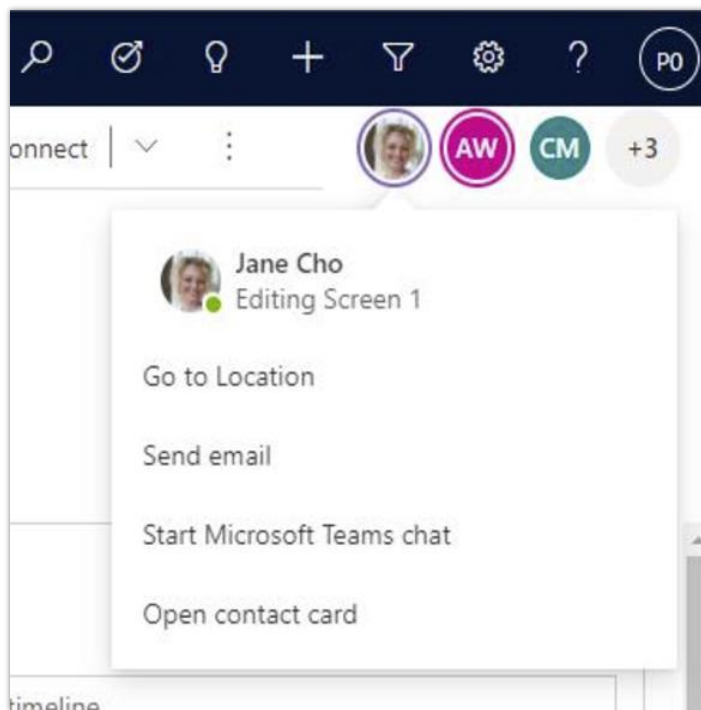 ? P0
onnect AW CM +3
Jane Cho
Editing Screen 1
Go to Location
Send email
Start Microsoft Teams chat
Open contact card
timeline